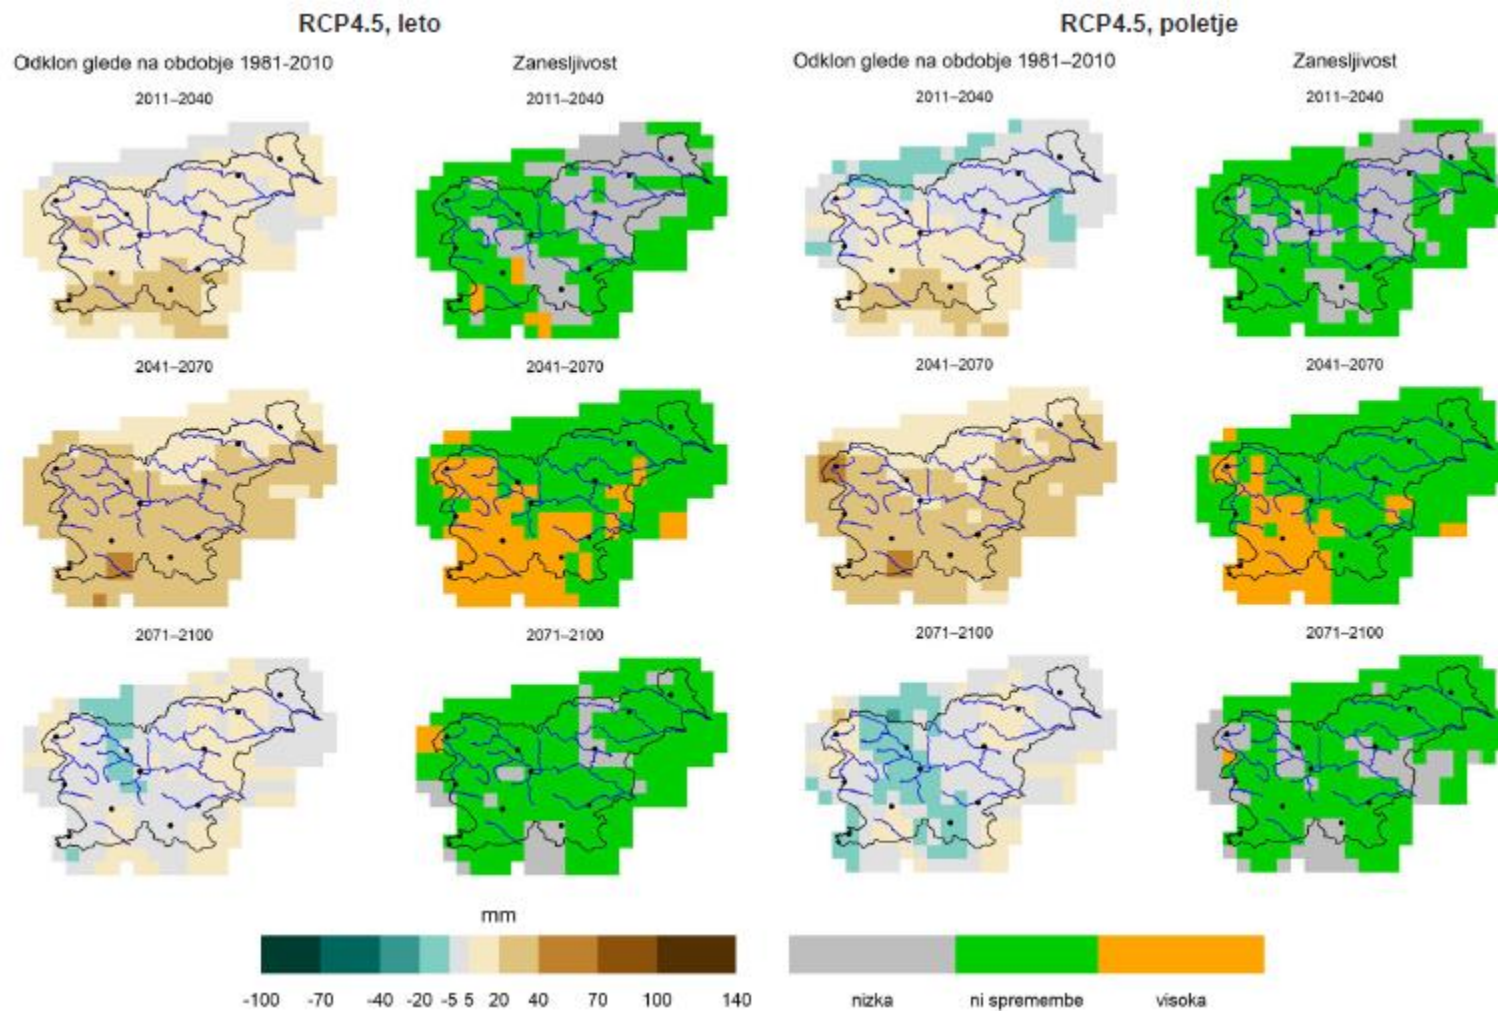 RCP4.5, leto
RCP4.5, poletje
Odklon glede na obdobje 1981-2010
Zanesljivost
Odklon glede na obdobje 1981–2010
Zanesljivost
2011–2040
2011–2040
2011–2040
2011–2040
2041–2070
2041–2070
2041–2070
2041–2070
2071–2100
2071–2100
2071–2100
2071–2100
mm
-100 -70 -40 -20 -5 5 20 40 70 100 140
nizka ni spremembe visoka